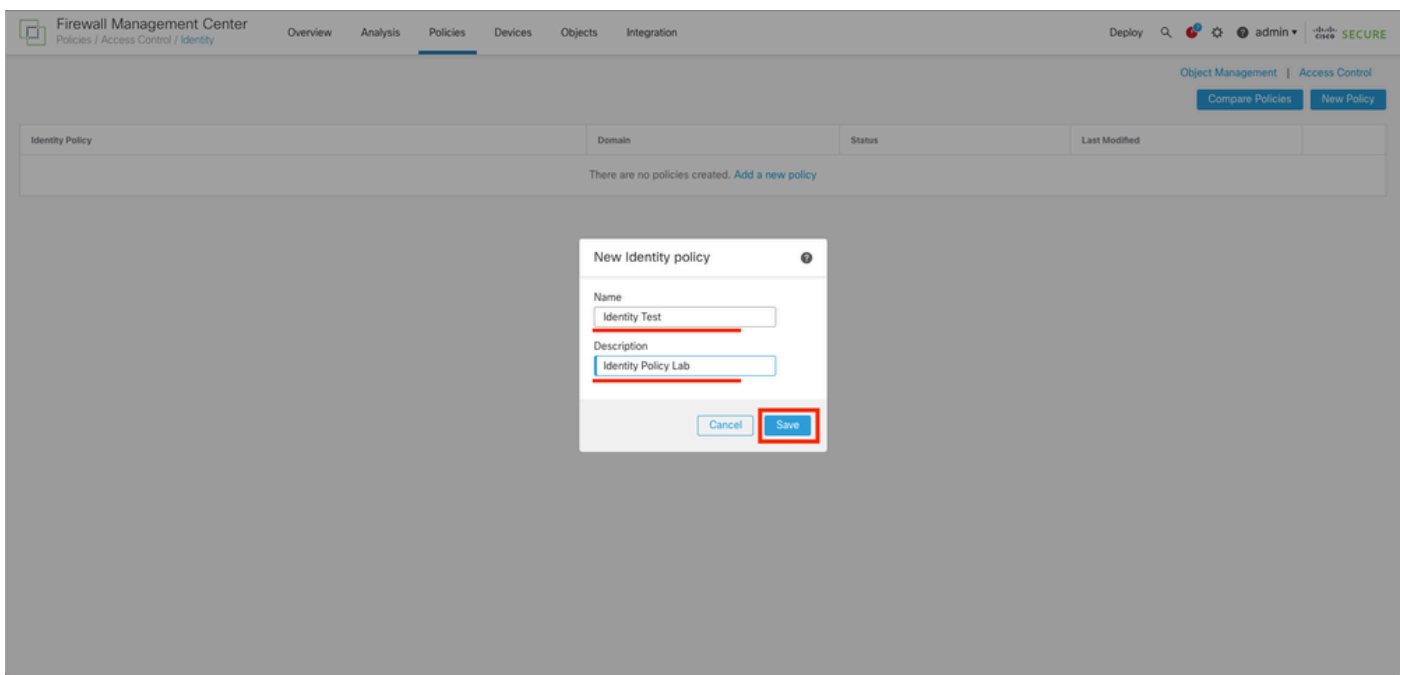 Firewall Management Center
Policies / Access Control / Identity
Overview Analysis Policies Devices Objects Integration
Deploy admin cisco SECURE
Object Management | Access Control
Compare Policies New Policy
Identity Policy Domain Status Last Modified
There are no policies created. Add a new policy
New Identity policy
Name
Identity Test
Description
Identity Policy Lab
Cancel Save